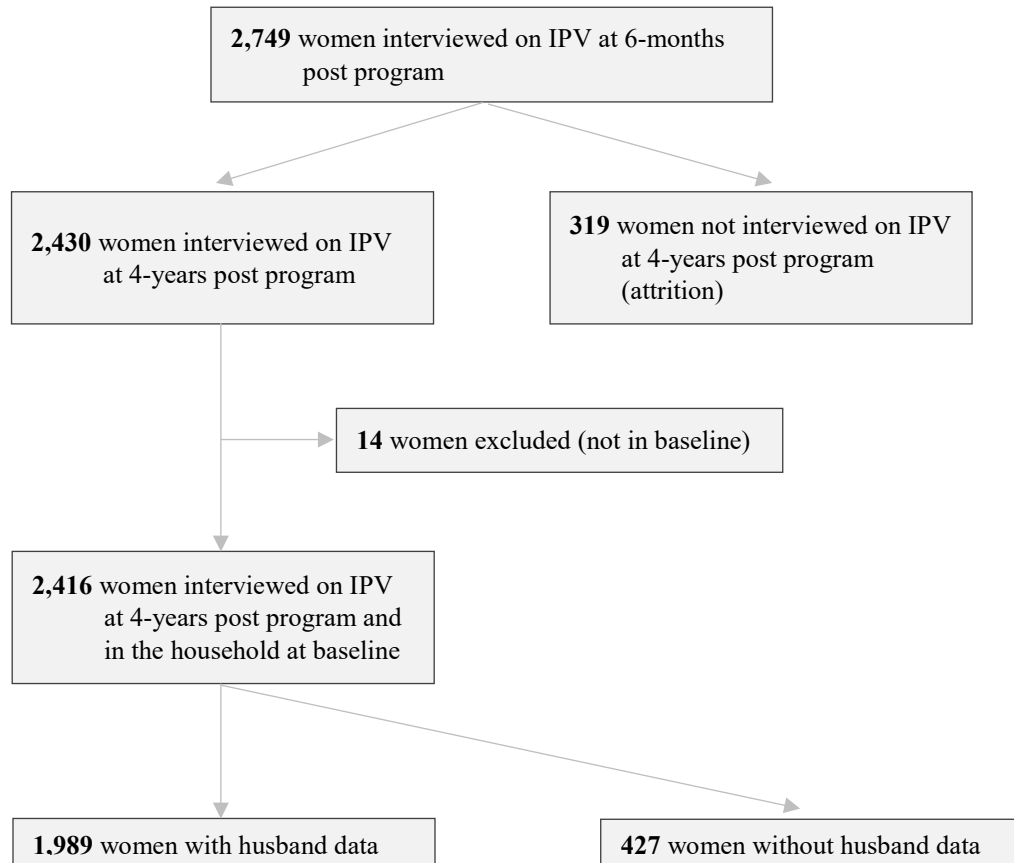 2,749 women interviewed on IPV at 6-months
post program
2,430 women interviewed on IPV
at 4-years post program
319 women not interviewed on IPV
at 4-years post program
(attrition)
14 women excluded (not in baseline)
2,416 women interviewed on IPV
at 4-years post program and
in the household at baseline
1,989 women with husband data
427 women without husband data